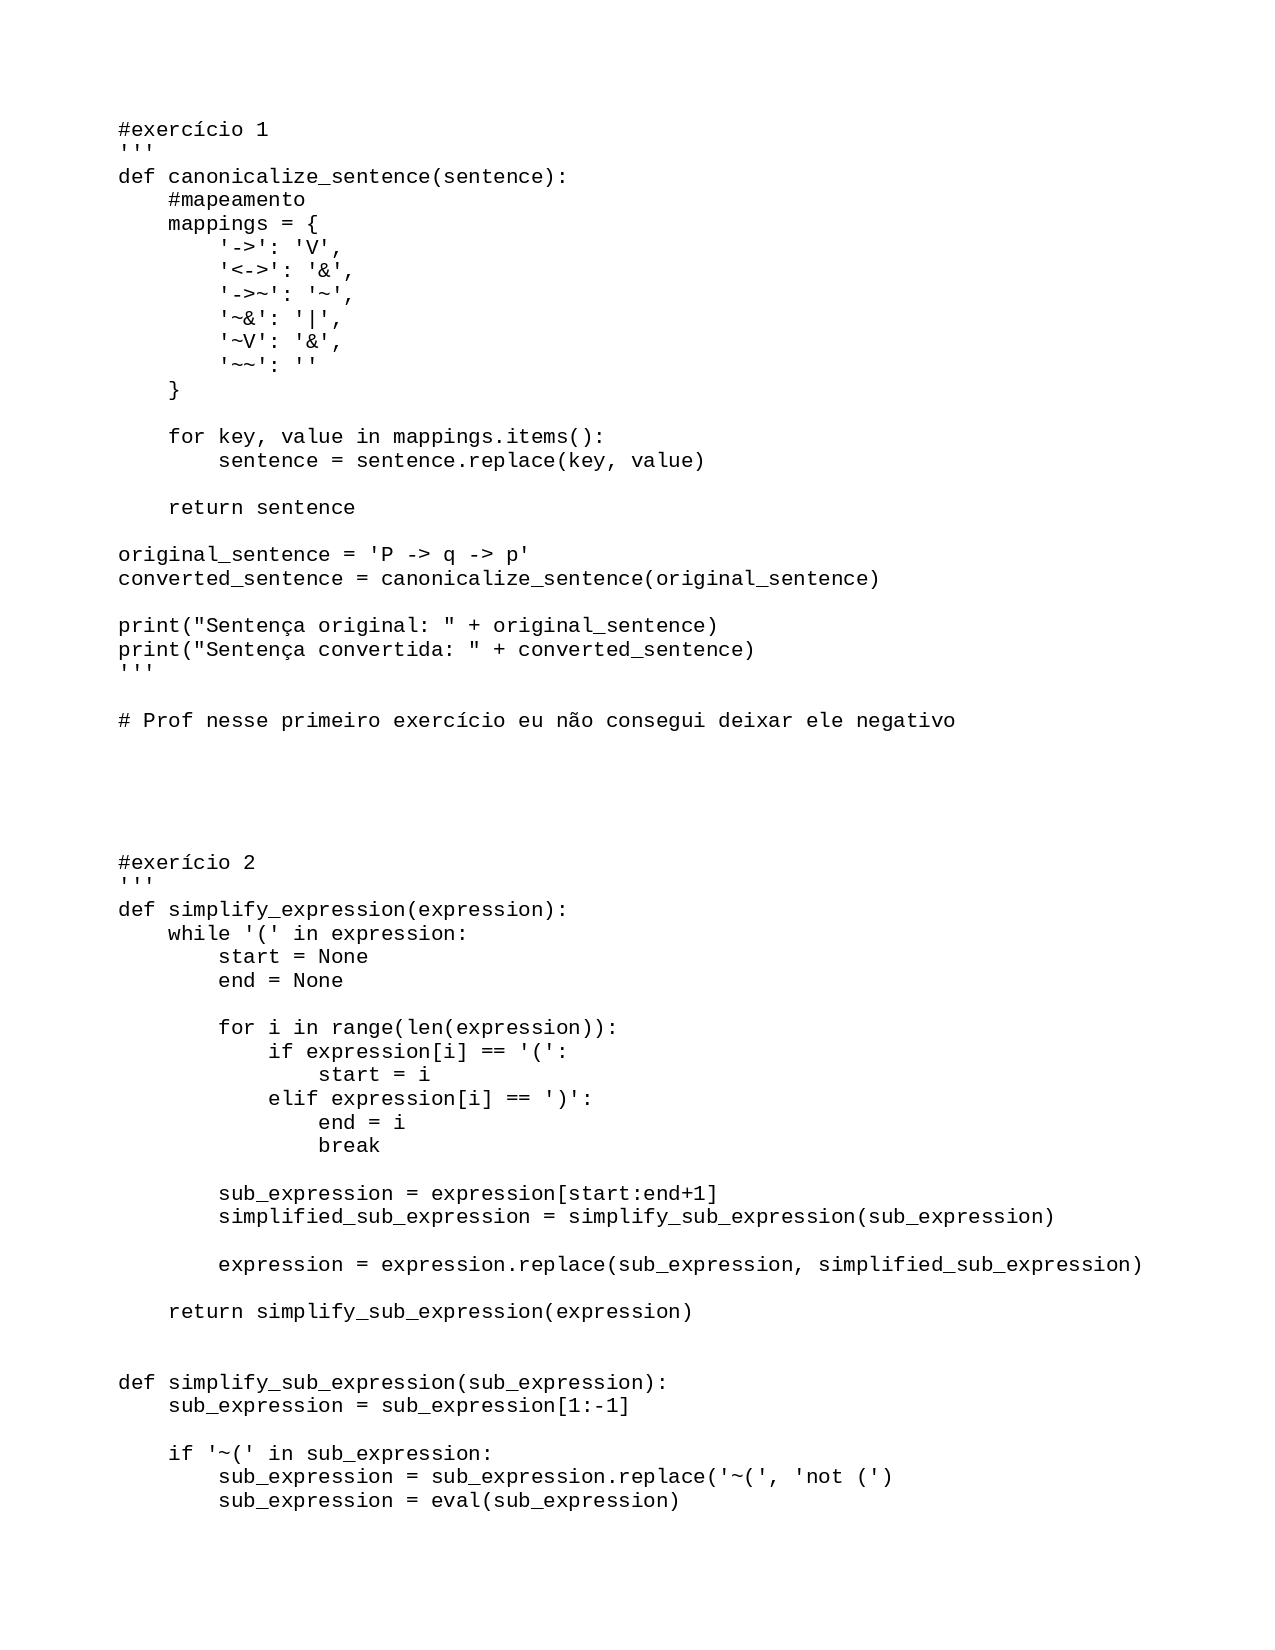 #exercício 1
'''
def canonicalize_sentence(sentence):
    #mapeamento
    mappings = {
        '->': 'V',
        '<->': '&',
        '->~': '~',
        '~&': '|',
        '~V': '&',
        '~~': ''
    }
    for key, value in mappings.items():
        sentence = sentence.replace(key, value)
    return sentence
original_sentence = 'P -> q -> p'
converted_sentence = canonicalize_sentence(original_sentence)
print("Sentença original: " + original_sentence)
print("Sentença convertida: " + converted_sentence)
'''
# Prof nesse primeiro exercício eu não consegui deixar ele negativo
#exerício 2
'''
def simplify_expression(expression):
    while '(' in expression:
        start = None
        end = None
        for i in range(len(expression)):
            if expression[i] == '(':
                start = i
            elif expression[i] == ')':
                end = i
                break
        sub_expression = expression[start:end+1]
        simplified_sub_expression = simplify_sub_expression(sub_expression)
        expression = expression.replace(sub_expression, simplified_sub_expression)
    return simplify_sub_expression(expression)
def simplify_sub_expression(sub_expression):
    sub_expression = sub_expression[1:-1]
    if '~(' in sub_expression:
        sub_expression = sub_expression.replace('~(', 'not (')
        sub_expression = eval(sub_expression)